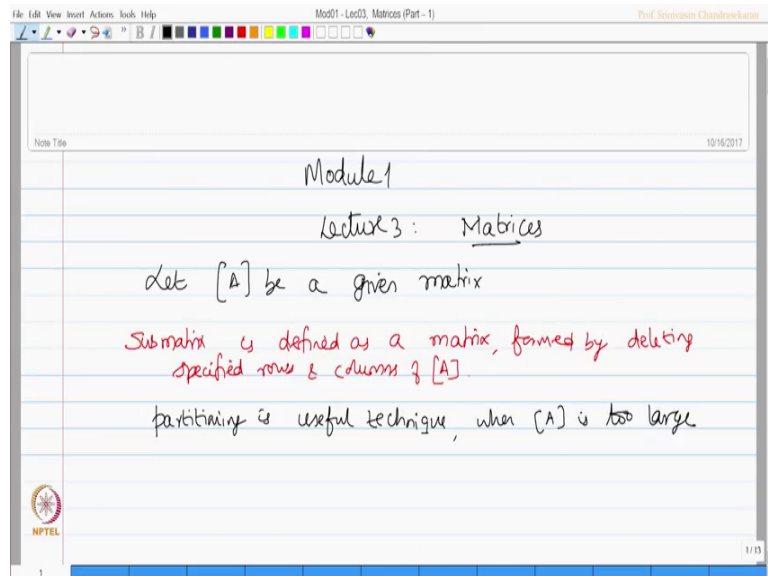 File Edit View Insert Actions Tools Help
Mod01 - Lec03, Matrices (Part – 1)
Prof. Srinivasan Chandrasekaran
B I
Note Title
10/16/2017
Module 1
Lecture 3 : Matrices
Let [A] be a given matrix
Submatrix is defined as a matrix, formed by deleting
specified rows & columns of [A].
partitining is useful technique, when [A] is too large
NPTEL
1 / 13
1